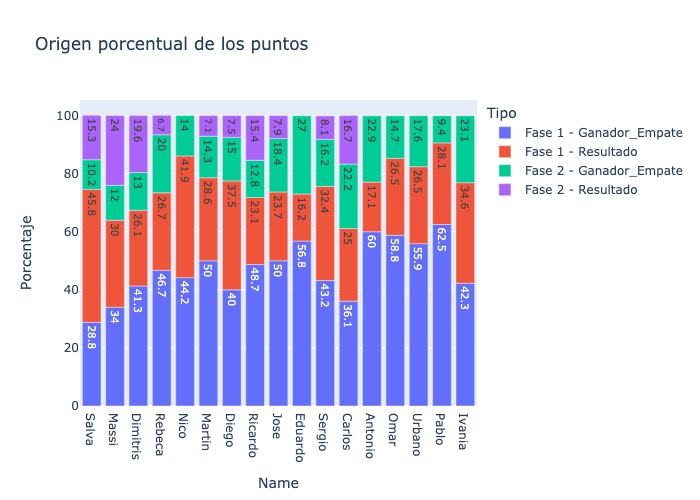 Origen porcentual de los puntos
Tipo
Fase 1 - Ganador_Empate
Fase 1 - Resultado
Fase 2 - Ganador_Empate
Fase 2 - Resultado
Porcentaje
100
80
60
40
20
0
15.3 24 19.6 6.7 14 7.1 7.5 15.4 7.9 27 8.1 16.7 22.9 14.7 17.6 9.4 23.1
10.2 12 13 20 41.9 14.3 15 12.8 18.4 16.2 16.2 22.2 17.1 26.5 26.5 28.1 34.6
45.8 30 26.1 26.7 44.2 28.6 37.5 23.1 23.7 56.8 32.4 25 60 58.8 55.9 62.5 42.3
28.8 34 41.3 46.7 50 40 48.7 50 43.2 36.1
Salva Massi Dimitris Rebeca Nico Martin Diego Ricardo Jose Eduardo Sergio Carlos Antonio Omar Urbano Pablo Ivania
Name